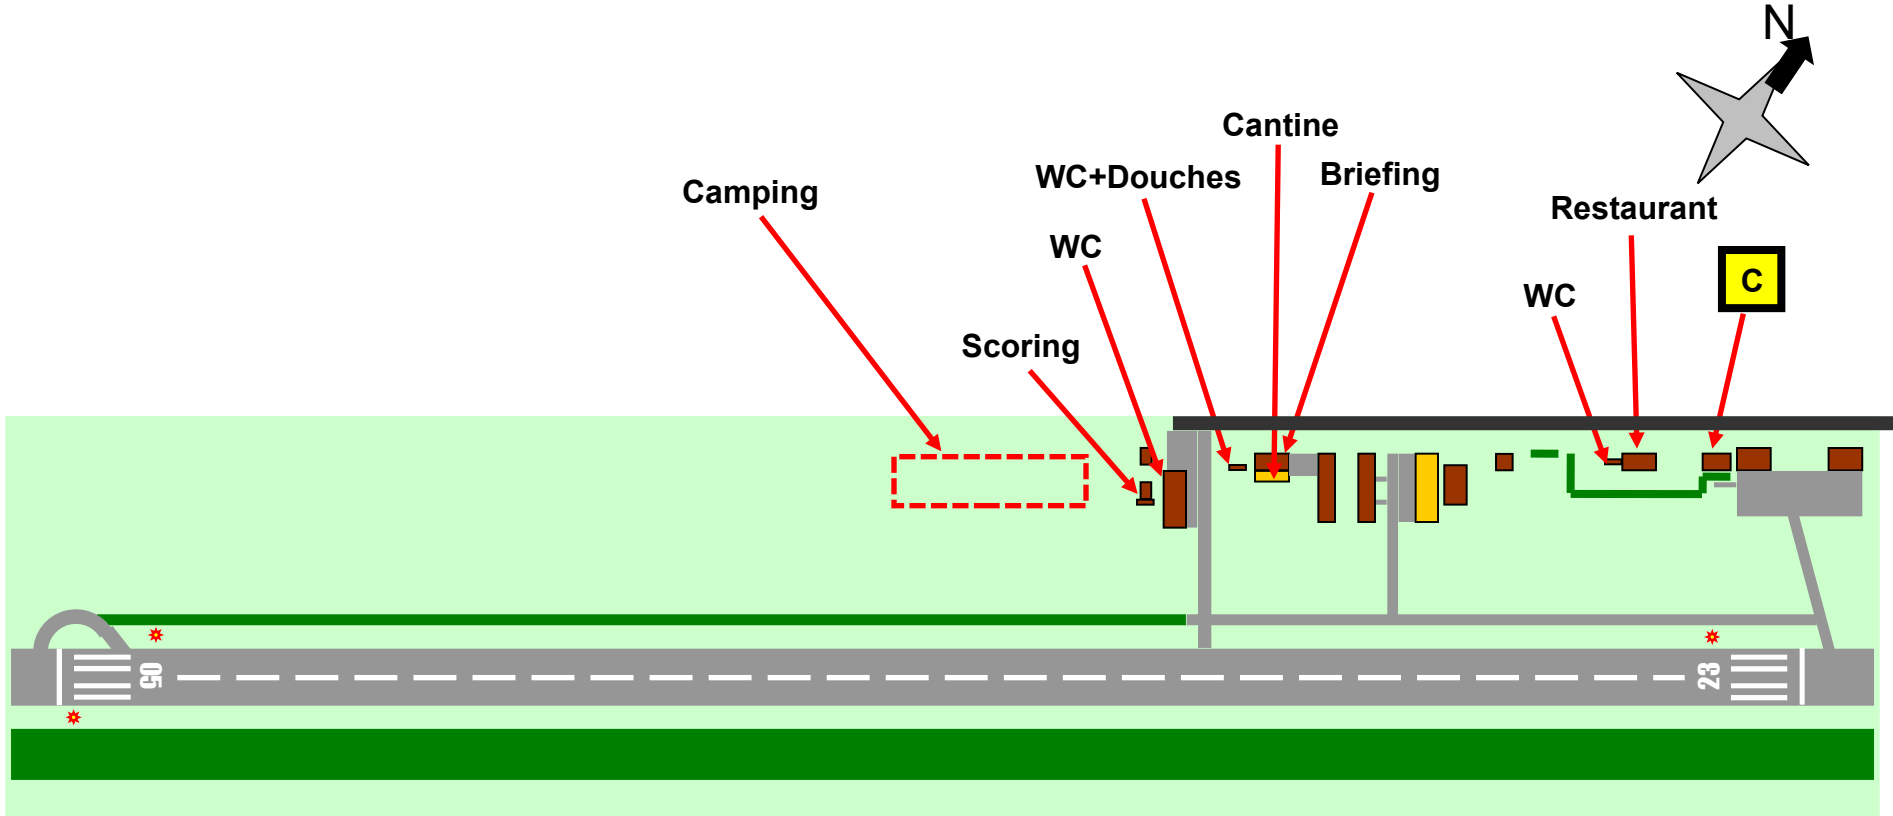 N
Cantine
WC+Douches
Briefing
Camping
Restaurant
WC
C
WC
Scoring
05
23